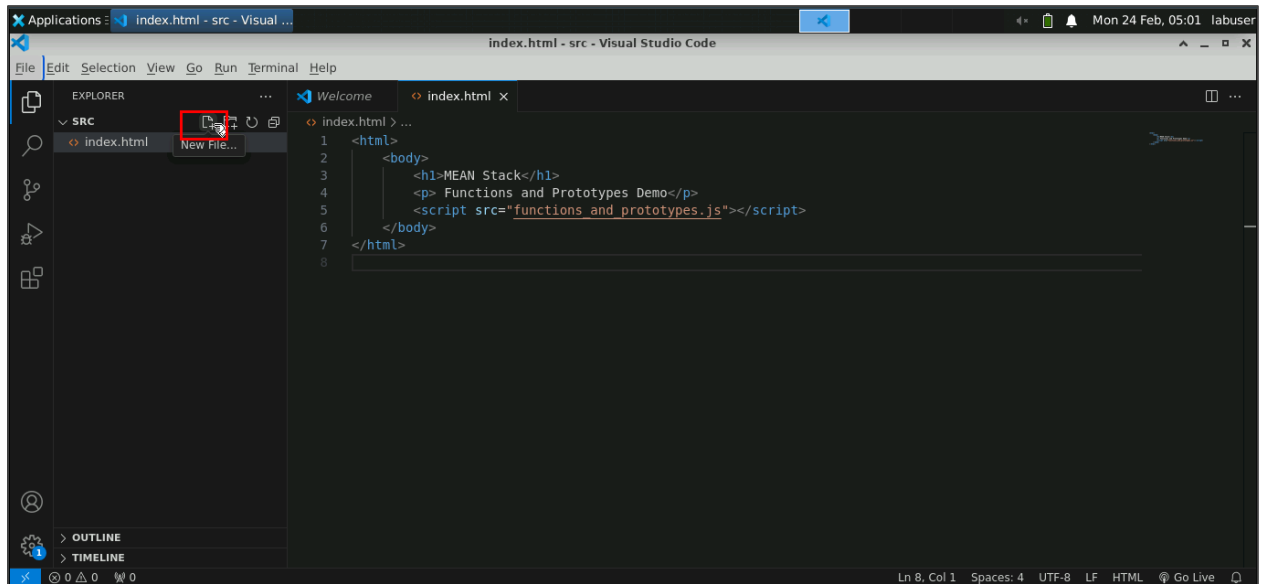 Applications index.html - src - Visual ... Mon 24 Feb, 05:01 labuser
index.html - src - Visual Studio Code
File Edit Selection View Go Run Terminal Help
EXPLORER
SRC
index.html
New File...
Welcome index.html
index.html > ...
1 <html>
2 <body>
3 <h1>MEAN Stack</h1>
4 <p> Functions and Prototypes Demo</p>
5 <script src="functions_and_prototypes.js"></script>
6 </body>
7 </html>
8
OUTLINE
TIMELINE
1
0 0 0 Ln 8, Col 1 Spaces: 4 UTF-8 LF HTML Go Live